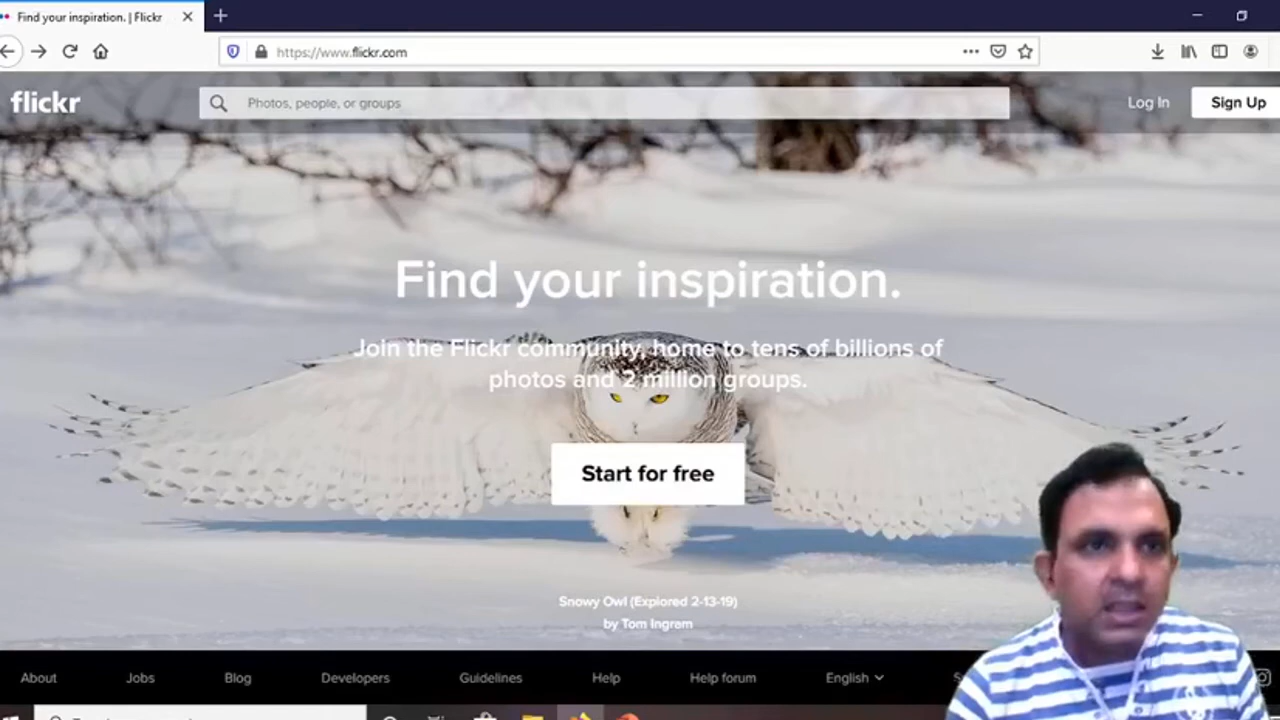 Find your inspiration. | Flickr
https://www.flickr.com
flickr
Photos, people, or groups
Log In
Sign Up
Find your inspiration.
Join the Flickr community, home to tens of billions of
photos and 2 million groups.
Start for free
Snowy Owl (Explored 2-13-19)
by Tom Ingram
About
Jobs
Blog
Developers
Guidelines
Help
Help forum
English